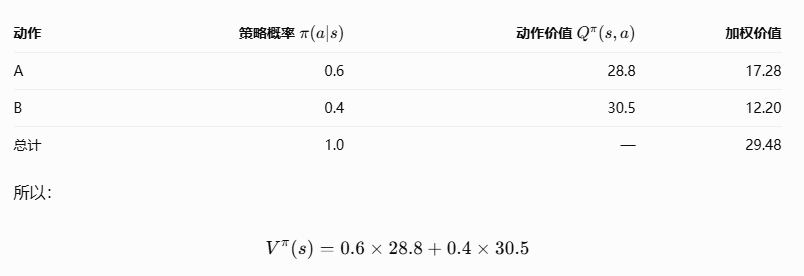 动作 策略概率 π(a|s) 动作价值 Q^π(s, a) 加权价值
A 0.6 28.8 17.28
B 0.4 30.5 12.20
总计 1.0 — 29.48
所以：
V^π(s) = 0.6 × 28.8 + 0.4 × 30.5